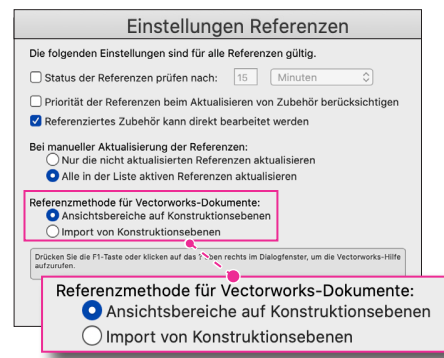 Einstellungen Referenzen
Die folgenden Einstellungen sind für alle Referenzen gültig.
Status der Referenzen prüfen nach: 15 Minuten
Priorität der Referenzen beim Aktualisieren von Zubehör berücksichtigen
Referenziertes Zubehör kann direkt bearbeitet werden
Bei manueller Aktualisierung der Referenzen:
Nur die nicht aktualisierten Referenzen aktualisieren
Alle in der Liste aktiven Referenzen aktualisieren
Referenzmethode für Vectorworks-Dokumente:
Ansichtsbereiche auf Konstruktionsebenen
Import von Konstruktionsebenen
Drücken Sie die F1-Taste oder klicken auf das ? oben rechts im Dialogfenster, um die Vectorworks-Hilfe
aufzurufen.
Referenzmethode für Vectorworks-Dokumente:
Ansichtsbereiche auf Konstruktionsebenen
Import von Konstruktionsebenen